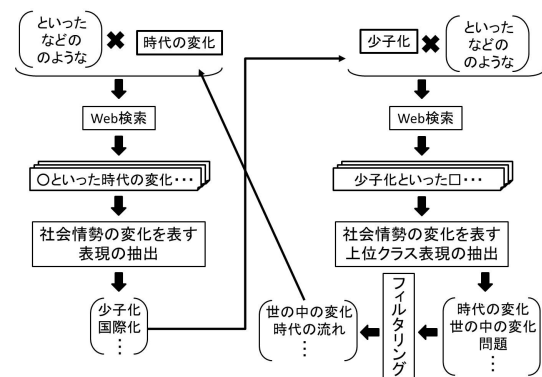 といった
などの
のような
時代の変化
Web検索
〇といった時代の変化・・・
社会情勢の変化を表す
表現の抽出
少子化
国際化
⋮
少子化
といった
などの
のような
Web検索
少子化といった□・・・
社会情勢の変化を表す
上位クラス表現の抽出
時代の変化
世の中の変化
問題
⋮
フィルタリング
世の中の変化
時代の流れ
⋮